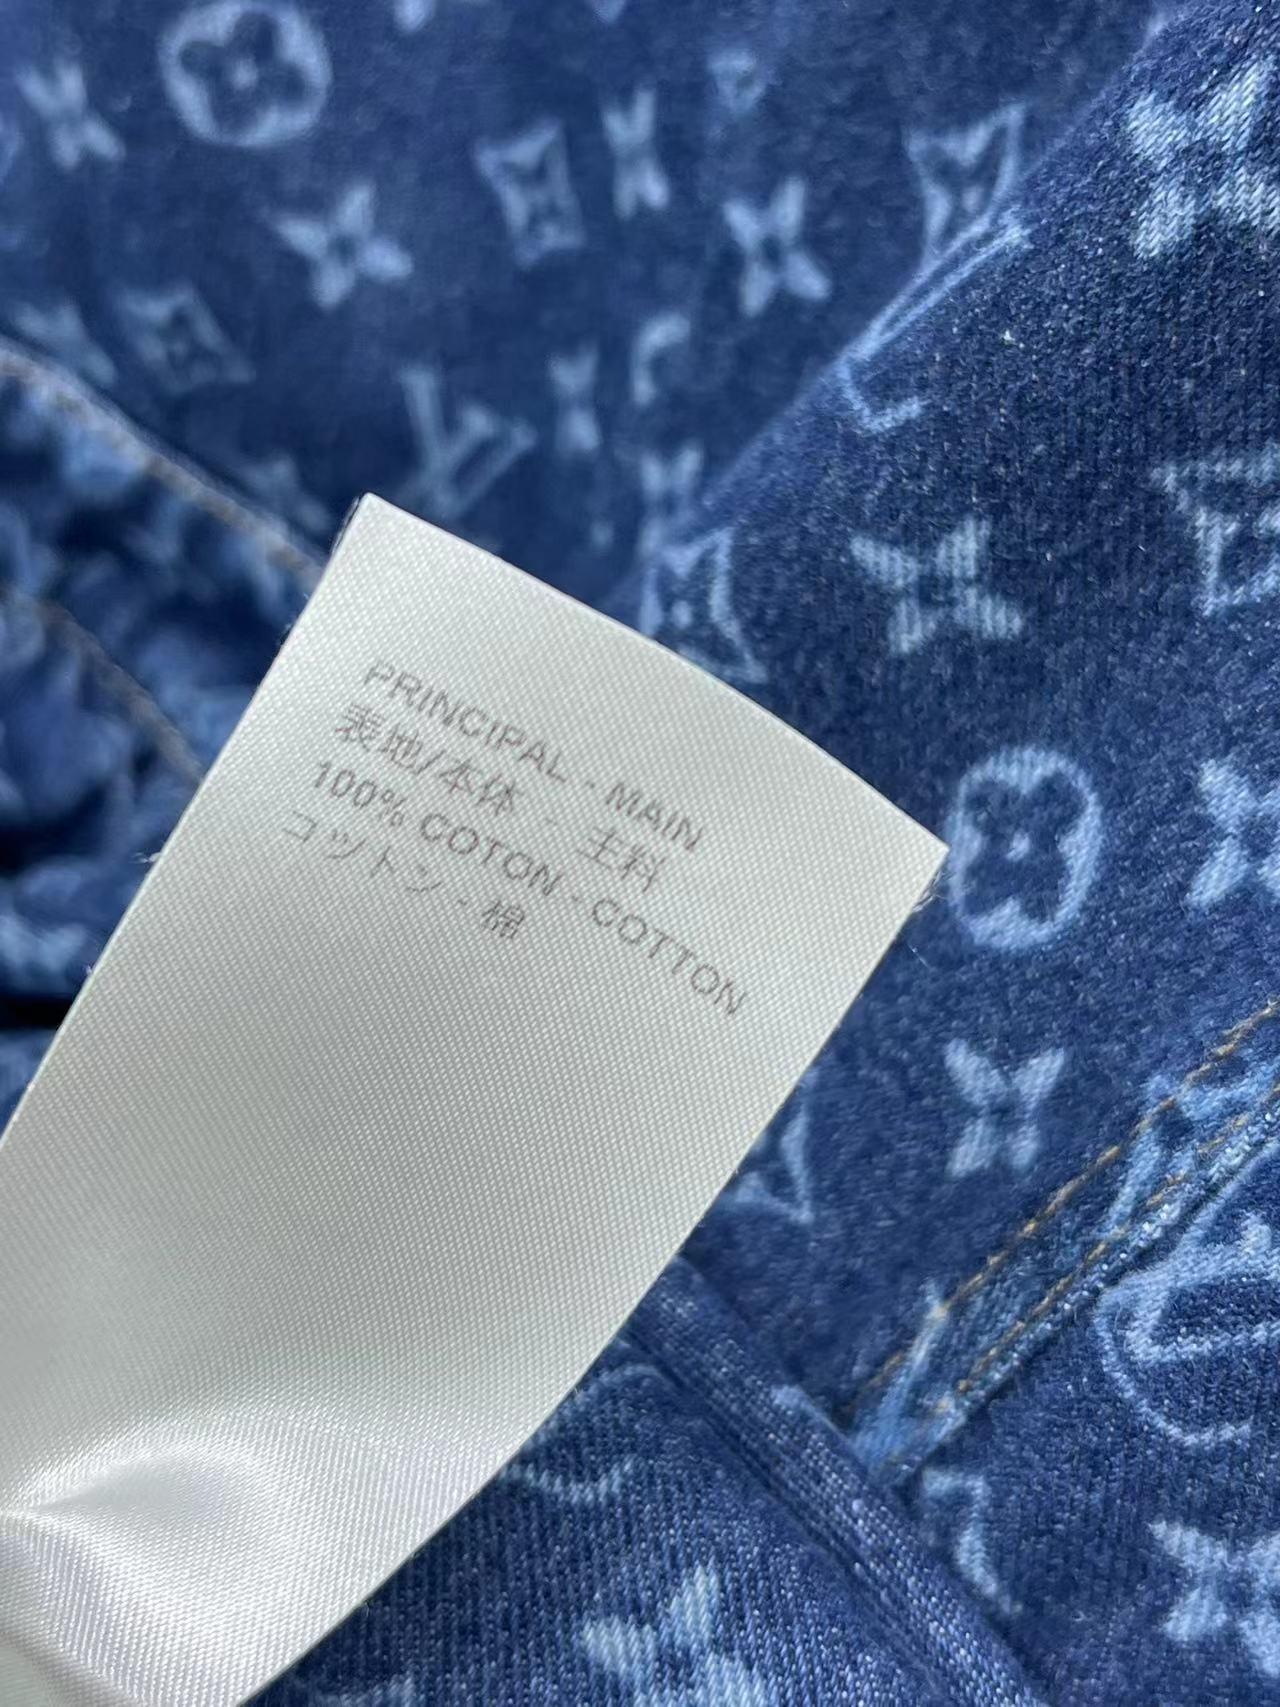 PRINCIPAL - MAIN
表地/本体 - 主料
100% COTON - COTTON
コットン - 棉